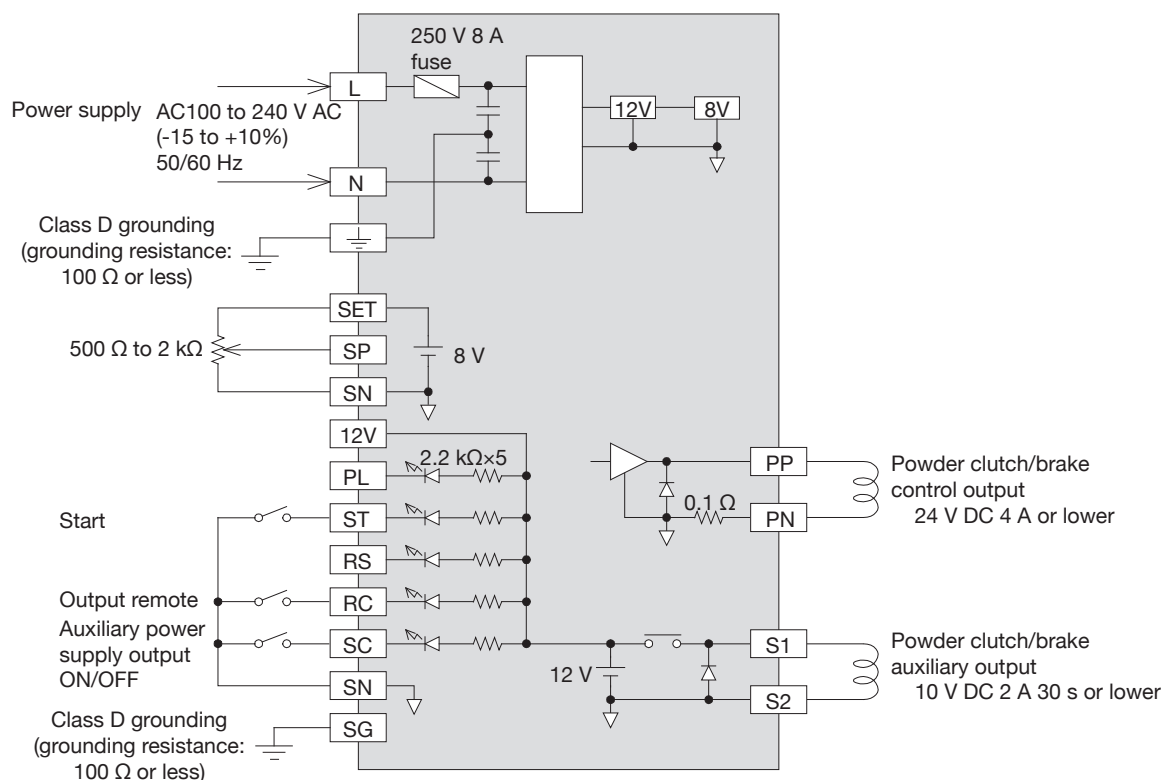 250 V 8 A
fuse
L
Power supply
AC100 to 240 V AC
(-15 to +10%)
50/60 Hz
12V
8V
N
Class D grounding
(grounding resistance:
100 Ω or less)
SET
500 Ω to 2 kΩ
SP
8 V
SN
12V
2.2 kΩ×5
PL
Start
ST
RS
Output remote
RC
Auxiliary power
supply output
ON/OFF
SC
SN
Class D grounding
(grounding resistance:
100 Ω or less)
SG
PP
0.1 Ω
PN
Powder clutch/brake
control output
24 V DC 4 A or lower
12 V
S1
S2
Powder clutch/brake
auxiliary output
10 V DC 2 A 30 s or lower